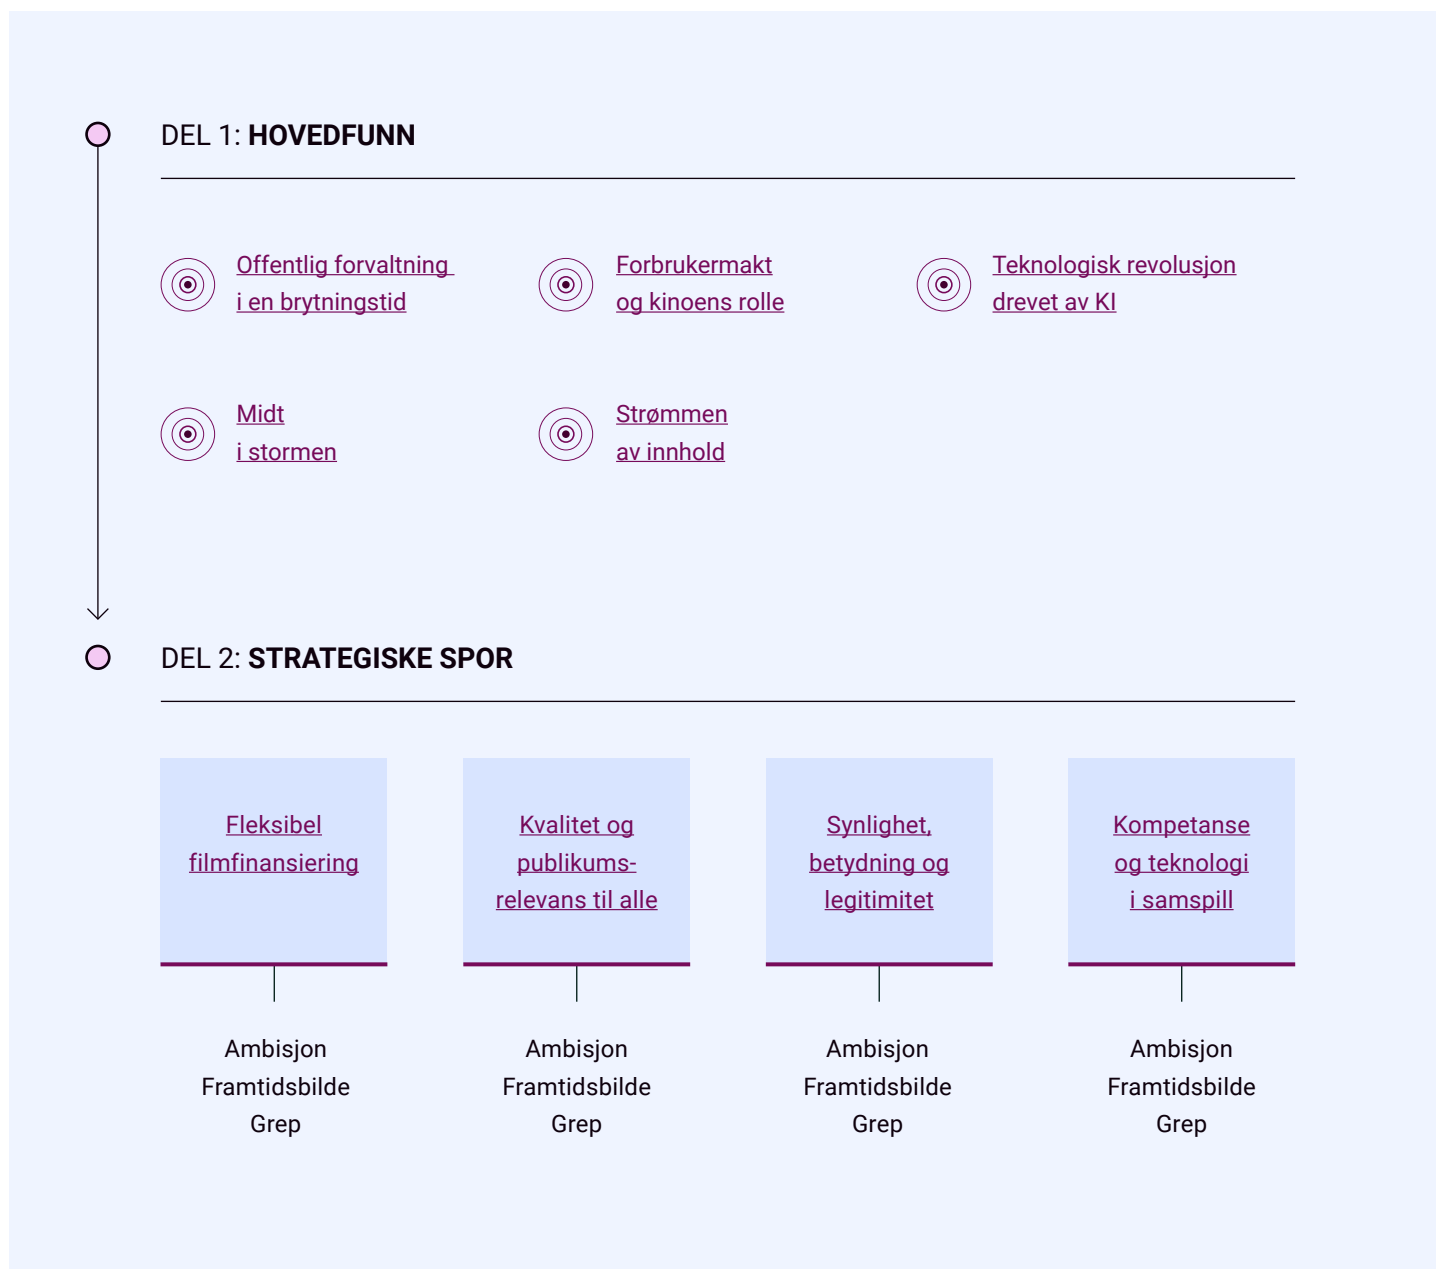 DEL 1: HOVEDFUNN
Offentlig forvaltning
i en brytningstid
Forbrukermakt
og kinoens rolle
Teknologisk revolusjon
drevet av KI
Midt
i stormen
Strømmen
av innhold
DEL 2: STRATEGISKE SPOR
Fleksibel
filmfinansiering
Kvalitet og
publikums-
relevans til alle
Synlighet,
betydning og
legitimitet
Kompetanse
og teknologi
i samspill
Ambisjon
Framtidsbilde
Grep
Ambisjon
Framtidsbilde
Grep
Ambisjon
Framtidsbilde
Grep
Ambisjon
Framtidsbilde
Grep